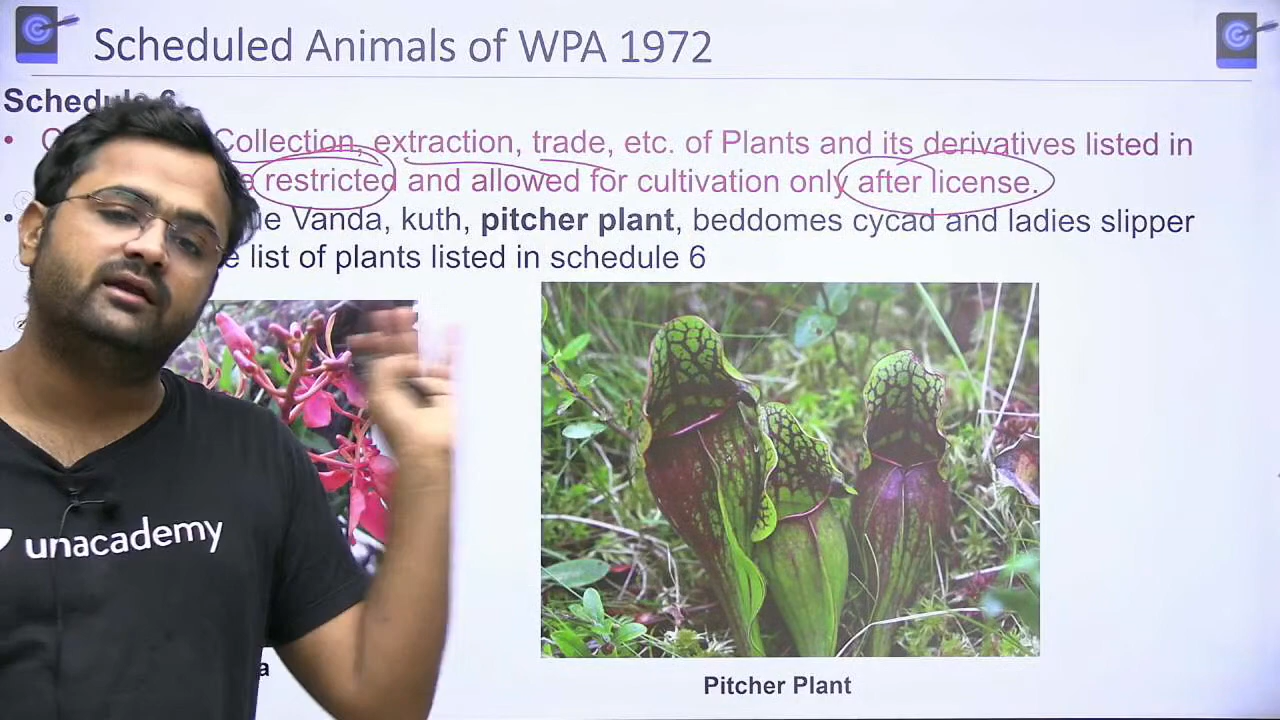 Scheduled Animals of WPA 1972
Schedule 6
• Collection, extraction, trade, etc. of Plants and its derivatives listed in
restricted and allowed for cultivation only after license.
• Vanda, kuth, pitcher plant, beddomes cycad and ladies slipper
list of plants listed in schedule 6
unacademy
Pitcher Plant